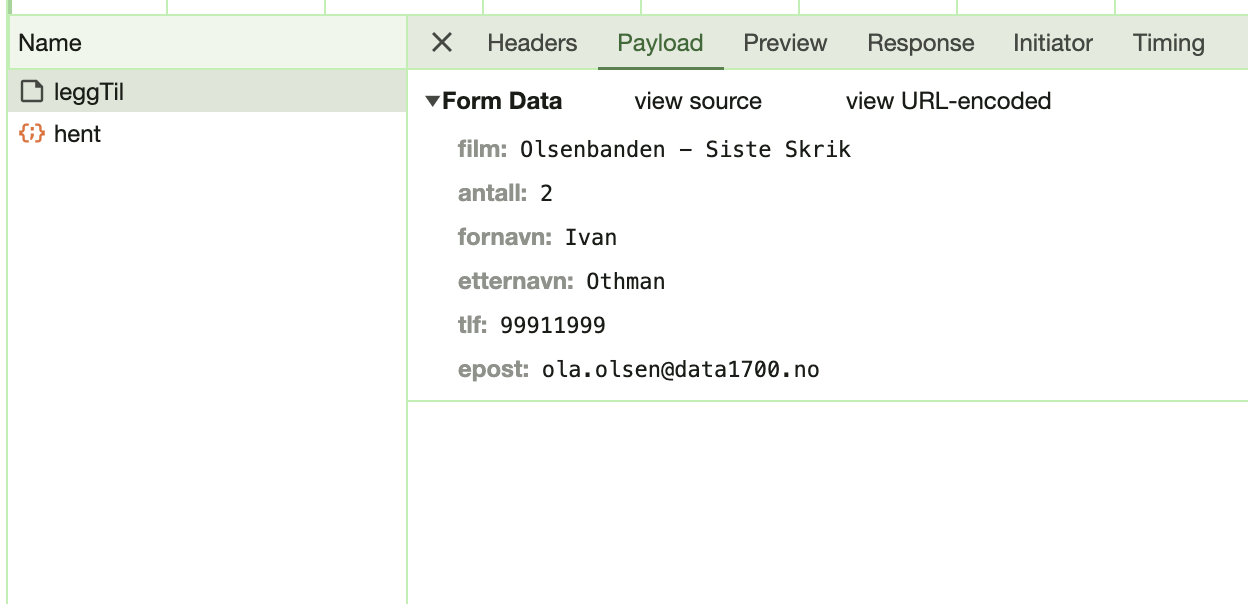 Name
Headers Payload Preview Response Initiator Timing
leggTil
hent
Form Data view source view URL-encoded
film: Olsenbanden - Siste Skrik
antall: 2
fornavn: Ivan
etternavn: Othman
tlf: 99911999
epost: ola.olsen@data1700.no